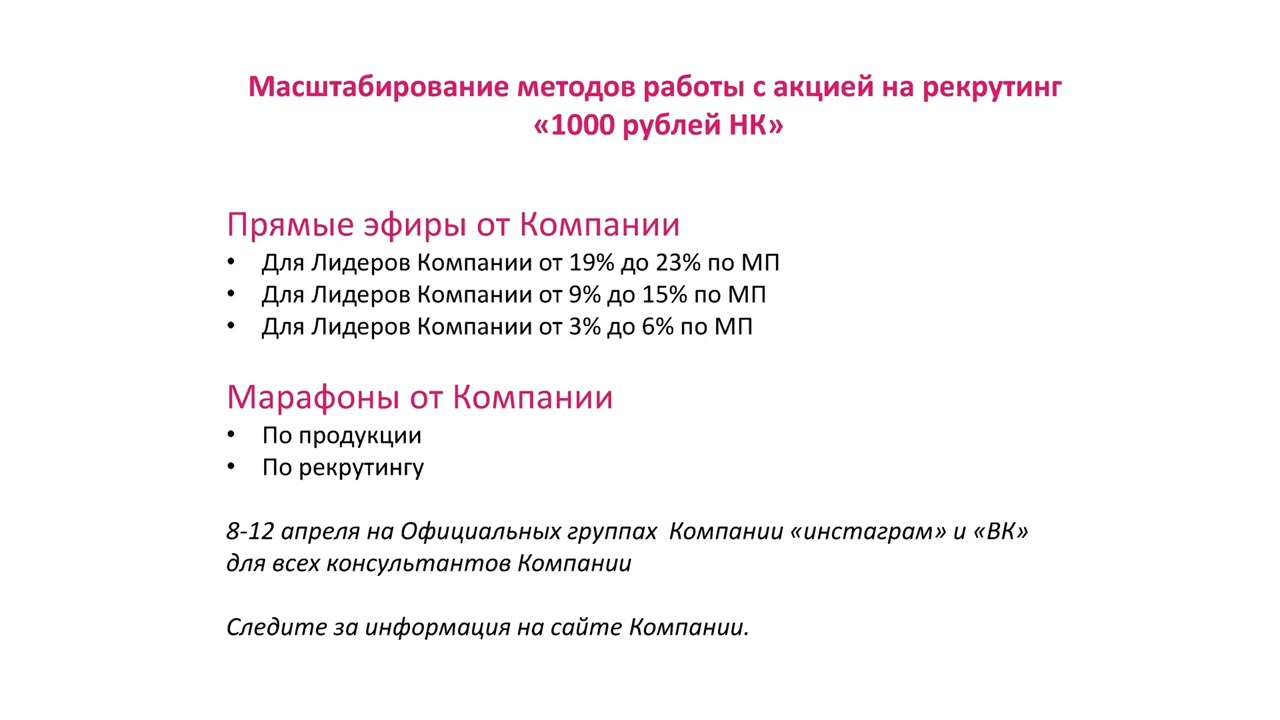 Масштабирование методов работы с акцией на рекрутинг
«1000 рублей НК»
Прямые эфиры от Компании
• Для Лидеров Компании от 19% до 23% по МП
• Для Лидеров Компании от 9% до 15% по МП
• Для Лидеров Компании от 3% до 6% по МП
Марафоны от Компании
• По продукции
• По рекрутингу
8-12 апреля на Официальных группах Компании «инстаграм» и «ВК»
для всех консультантов Компании
Следите за информация на сайте Компании.